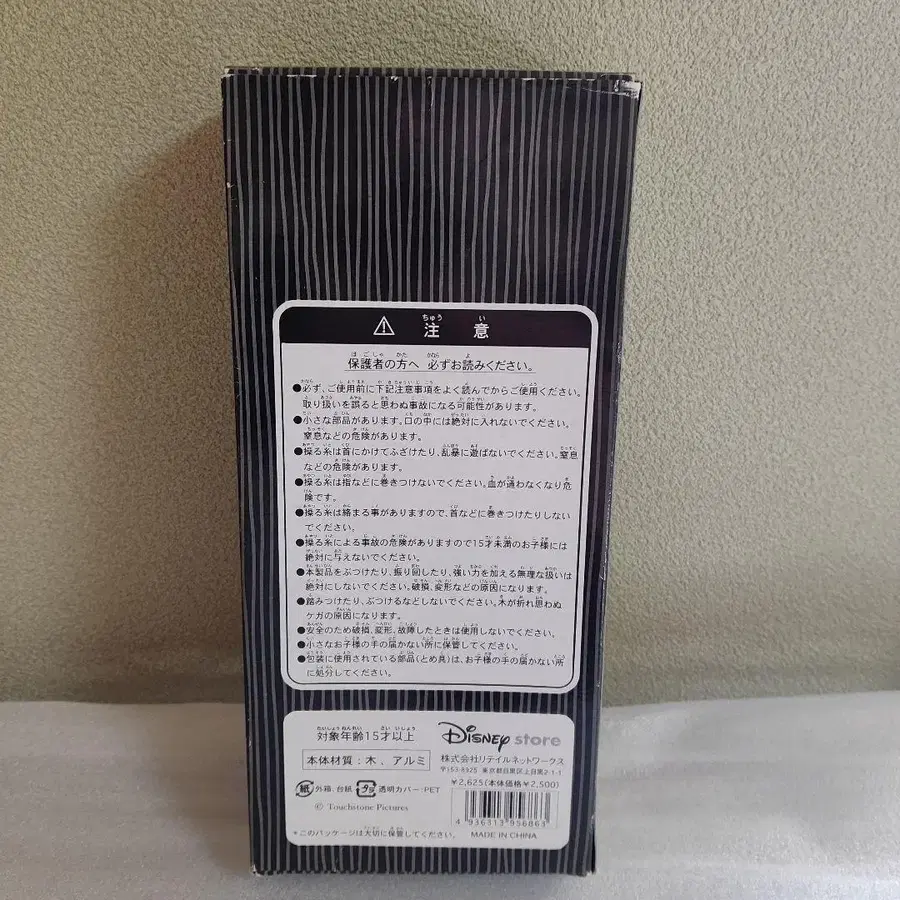 ⚠ 注意
保護者の方へ 必ずお読みください。
●必ず、ご使用前に下記注意事項をよく読んでからご使用ください。
取り扱いを誤ると思わぬ事故になる可能性があります。
●小さな部品があります。口の中には絶対に入れないでください。
窒息などの危険があります。
●操る糸は首にかけてふざけたり、乱暴に遊ばないでください。窒息
などの危険があります。
●操る糸は指などに巻きつけないでください。血が通わなくなり危
険です。
●操る糸は絡まる事がありますので、首などに巻きつけたりしない
でください。
●操る糸による事故の危険がありますので15才未満のお子様には
絶対に与えないでください。
●本製品をぶつけたり、振り回したり、強い力を加える無理な扱いは
絶対にしないでください。破損、変形などの原因になります。
●踏みつけたり、ぶつけるなどしないでください。木が折れ思わぬ
ケガの原因になります。
●安全のため破損、変形、故障したときは使用しないでください。
●小さなお子様の手の届かない所に保管してください。
●包装に使用されている部品(とめ具)は、お子様の手の届かない所
に処分してください。
対象年齢15才以上
本体材質:木、アルミ
紙 外箱、台紙 プラ 透明カバー:PET
© Touchstone Pictures
*このパッケージは大切に保管してください。
Disney store
株式会社リテイルネットワークス
〒153-8925 東京都目黒区上目黒2-1-1
¥2,625(本体価格¥2,500)
4 936313 956863
MADE IN CHINA